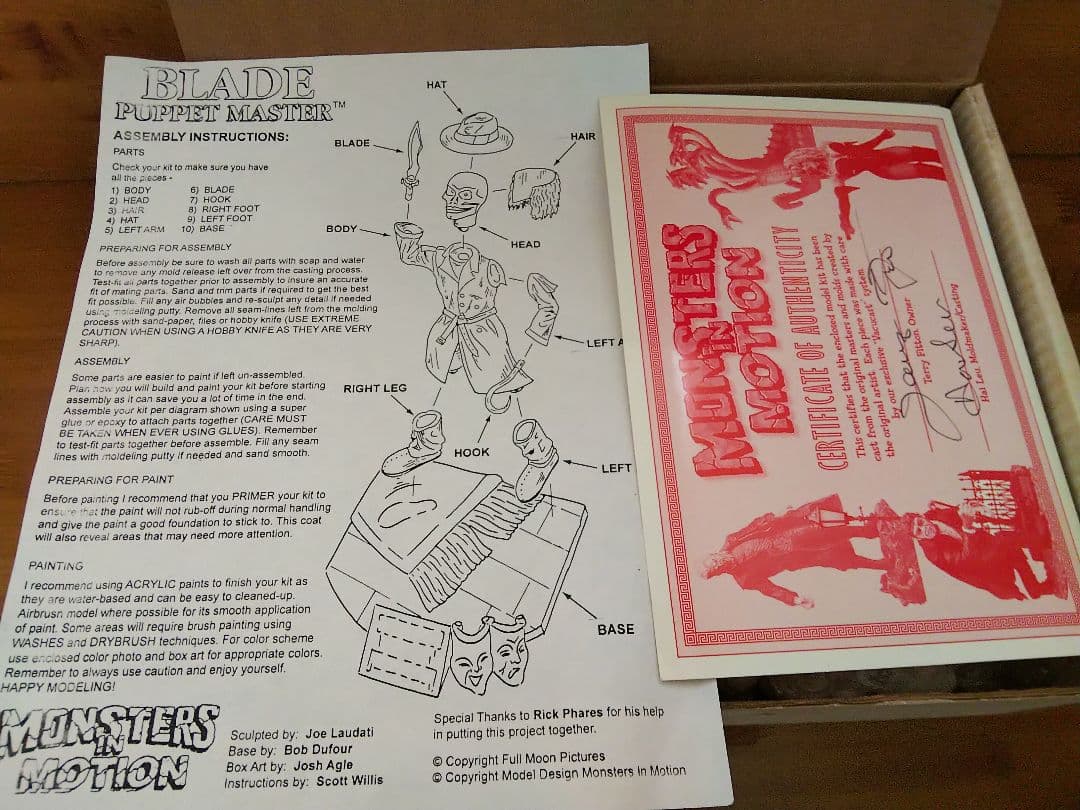 BLADE
PUPPET MASTER™
ASSEMBLY INSTRUCTIONS:
PARTS
Check your kit to make sure you have
all the pieces -
1) BODY
2) HEAD
3) HAIR
4) HAT
5) LEFT ARM
6) BLADE
7) HOOK
8) RIGHT FOOT
9) LEFT FOOT
10) BASE
PREPARING FOR ASSEMBLY
Before assembly be sure to wash all parts with soap and water
to remove any mold release left over from the casting process.
Test-fit all parts together prior to assembly to insure an accurate
fit of mating parts. Sand and trim parts if required to get the best
fit possible. Fill any air bubbles and re-sculpt any detail if needed
using moldeling putty. Remove all seam-lines left from the molding
process with sand-paper, files or hobby knife (USE EXTREME
CAUTION WHEN USING A HOBBY KNIFE AS THEY ARE VERY
SHARP).
ASSEMBLY
Some parts are easier to paint if left un-assembled.
Plan how you will build and paint your kit before starting
assembly as it can save you a lot of time in the end.
Assemble your kit per diagram shown using a super
glue or epoxy to attach parts together (CARE MUST
BE TAKEN WHEN EVER USING GLUES). Remember
to test-fit parts together before assemble. Fill any seam
lines with moldeling putty if needed and sand smooth.
PREPARING FOR PAINT
Before painting I recommend that you PRIMER your kit to
ensure that the paint will not rub-off during normal handling
and give the paint a good foundation to stick to. This coat
will also reveal areas that may need more attention.
PAINTING
I recommend using ACRYLIC paints to finish your kit as
they are water-based and can be easy to cleaned-up.
Airbrush model where possible for its smooth application
of paint. Some areas will require brush painting using
WASHES and DRYBRUSH techniques. For color scheme
use enclosed color photo and box art for appropriate colors.
Remember to always use caution and enjoy yourself.
HAPPY MODELING!
MONSTERS
IN
MOTION
Sculpted by: Joe Laudati
Base by: Bob Dufour
Box Art by: Josh Agle
Instructions by: Scott Willis
HAT
BLADE
HAIR
BODY
HEAD
LEFT A
RIGHT LEG
HOOK
LEFT
BASE
Special Thanks to Rick Phares for his help
in putting this project together.
© Copyright Full Moon Pictures
© Copyright Model Design Monsters In Motion
MONSTERS
IN
MOTION
CERTIFICATE OF AUTHENTICITY
This certifies that the enclosed model kit has been
cast from the original masters and molds created by
the original artist. Each piece was made with care
by our exclusive "Vacucast" sytem.
Terry Fitton Owner
Hai Leu Moldmaker/Casting